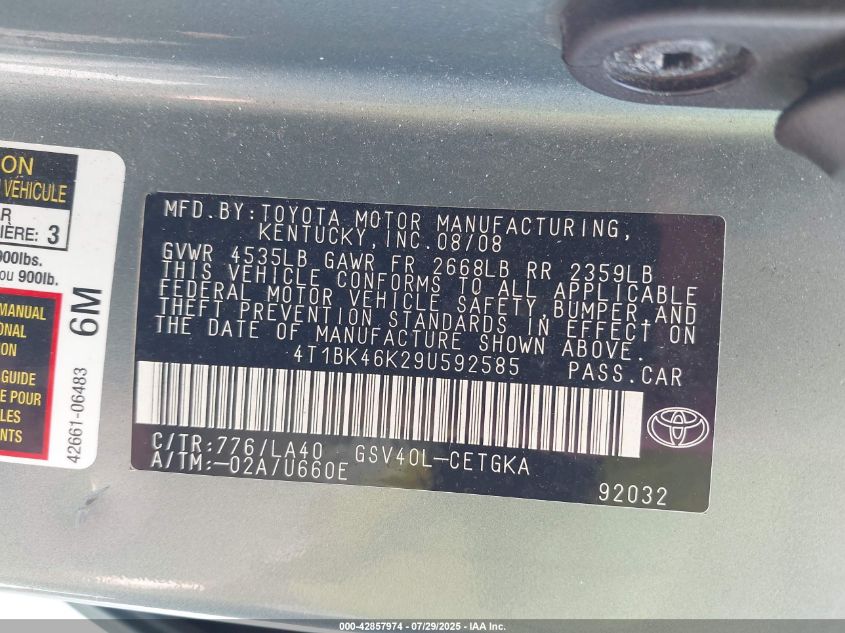 ON
VEHICULE
R
IÈRE: 3
900lbs.
ou 900lb.
MANUAL
ONAL
ION
GUIDE
E POUR
LES
ENTS
42661-06483 6M
MFD.BY:TOYOTA MOTOR MANUFACTURING,
KENTUCKY,INC.08/08
GVWR 4535LB GAWR FR 2668LB RR 2359LB
THIS VEHICLE CONFORMS TO ALL APPLICABLE
FEDERAL MOTOR VEHICLE SAFETY,BUMPER,AND
THEFT PREVENTION STANDARDS IN EFFECT ON
THE DATE OF MANUFACTURE SHOWN ABOVE.
4T1BK46K29U592585 PASS.CAR
C/TR:776/LA40 GSV40L-CETGKA
A/TM:-02A/U660E
92032
000-42857974 / 07/29/2025 - IAA Inc.